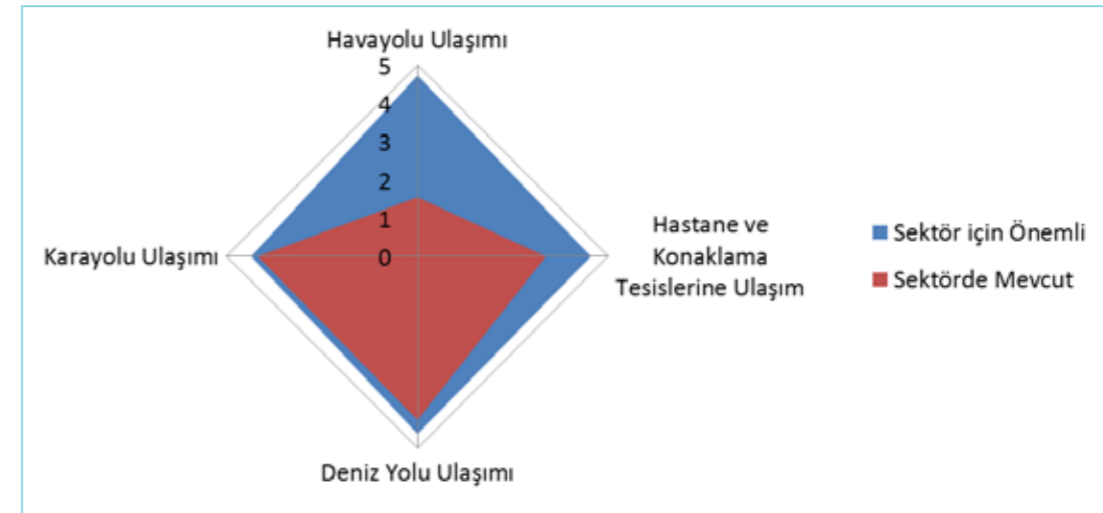 Havayolu Ulaşımı
5
4
3
2
1
0
Hastane ve
Konaklama
Tesislerine Ulaşım
Karayolu Ulaşımı
Deniz Yolu Ulaşımı
Sektör için Önemli
Sektörde Mevcut